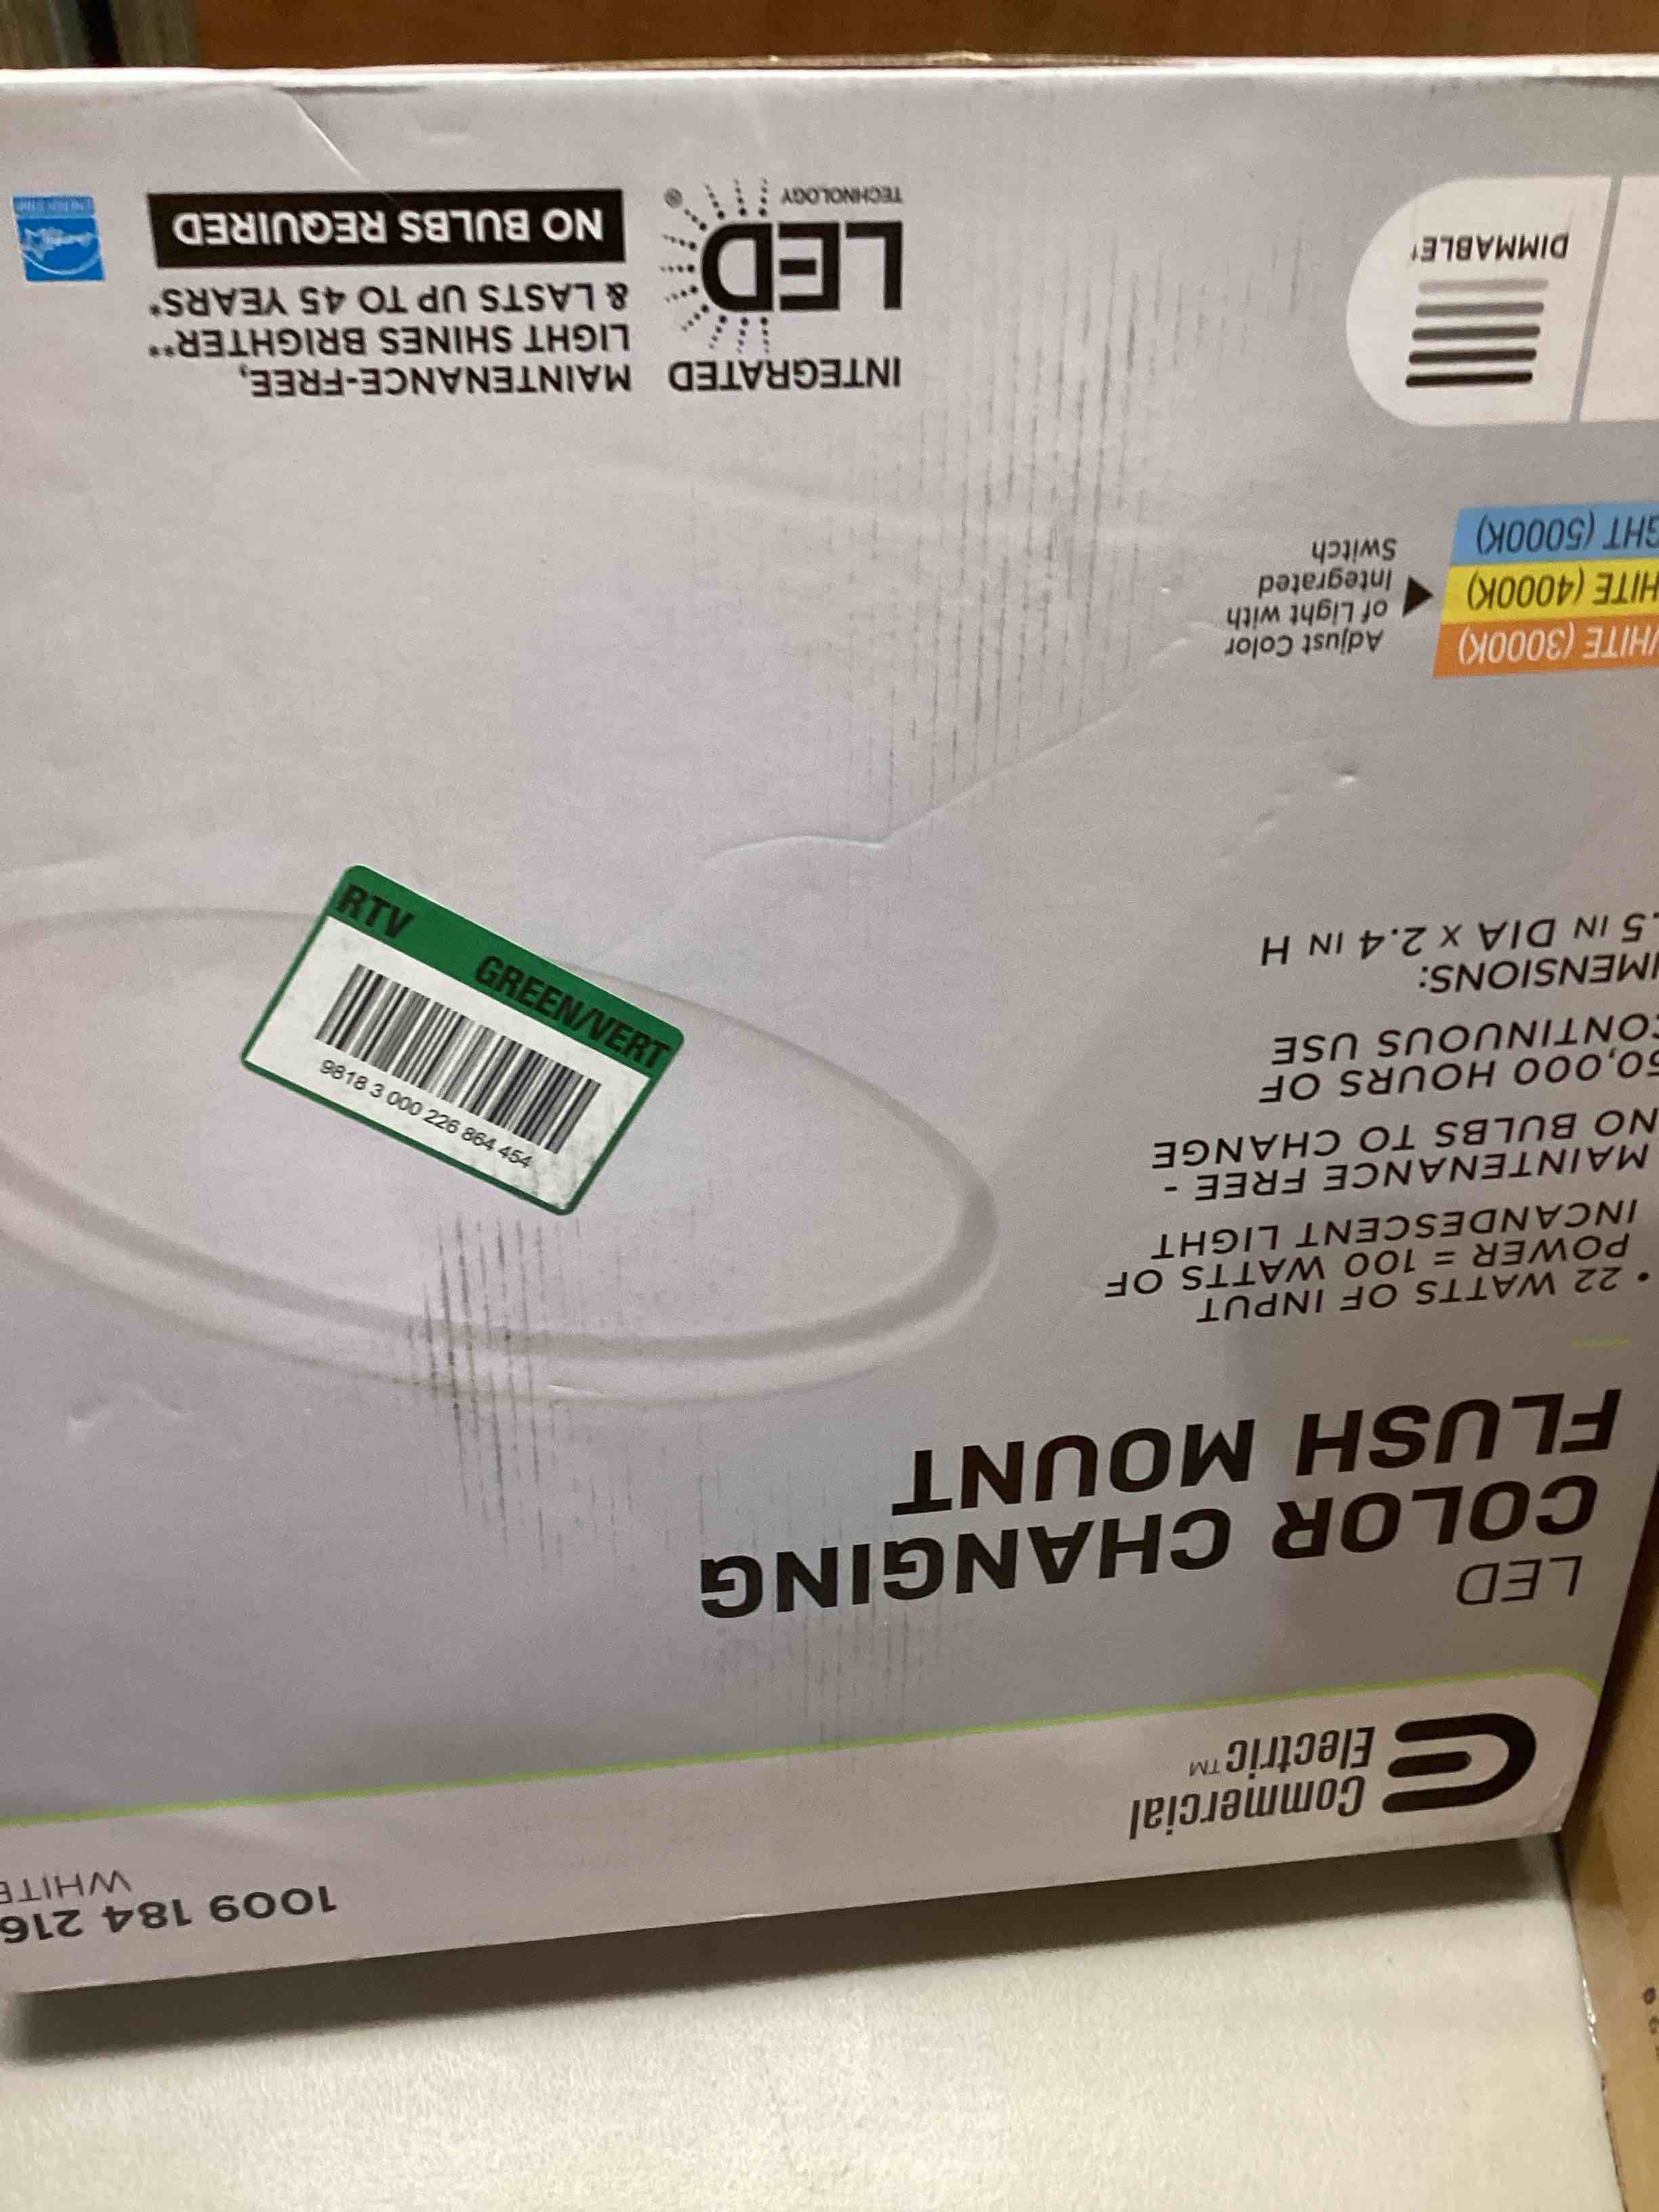 1009 184 216
WHITE
Commercial
Electric™
LED
COLOR CHANGING
FLUSH MOUNT
• 22 WATTS OF INPUT
POWER = 100 WATTS OF
INCANDESCENT LIGHT
MAINTENANCE FREE -
NO BULBS TO CHANGE
50,000 HOURS OF
CONTINUOUS USE
IMENSIONS:
.5 IN DIA X 2.4 IN H
RTV
GREEN/VERT
9818 3 000 226 864 454
HITE (3000K)
HITE (4000K)
GHT (5000K)
Adjust Color
of Light with
Integrated
Switch
DIMMABLE†
INTEGRATED
LED
TECHNOLOGY
®
MAINTENANCE-FREE,
LIGHT SHINES BRIGHTER**
& LASTS UP TO 45 YEARS*
NO BULBS REQUIRED
ENERGY STAR